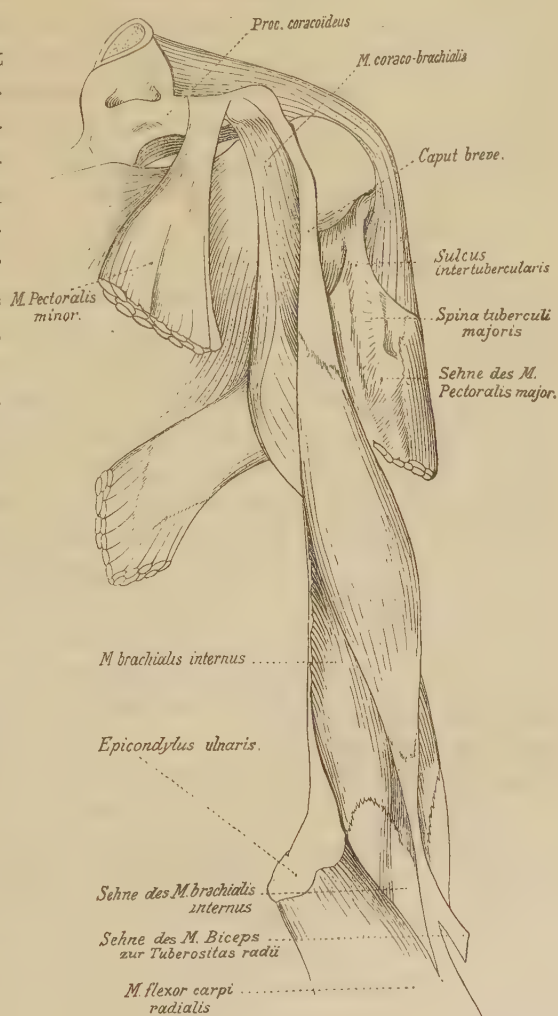 Proc. coracoïdeus
M. coraco-brachialis
Caput breve.
Sulcus
intertubercularis
M. Pectoralis
minor.
Spina tuberculi
majoris
Sehne des M.
Pectoralis major.
M brachialis internus
Epicondylus ulnaris.
Sehne des M. brachialis
internus
Sehne des M. Biceps
zur Tuberositas radii
M. flexor carpi
radialis